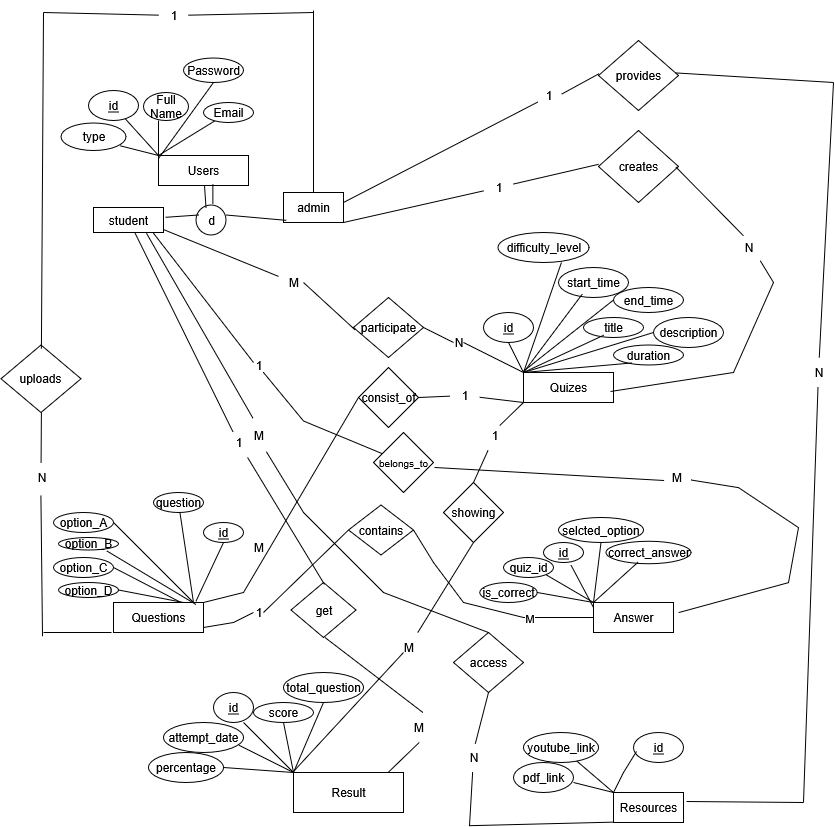 1
Password
provides
id
Full
Name
1
Email
type
creates
Users
1
admin
student
d
N
difficulty_level
M
start_time
end_time
id
title
participate
description
N
duration
1
N
uploads
Quizes
consist_of
1
1
M
1
belongs_to
N
M
question
showing
option_A
contains
selcted_option
id
option_B
M
id
correct_answer
option_C
quiz_id
option_D
is_correct
get
Questions
1
M
Answer
M
access
total_question
id
score
M
attempt_date
youtube_link
id
percentage
N
pdf_link
Result
Resources